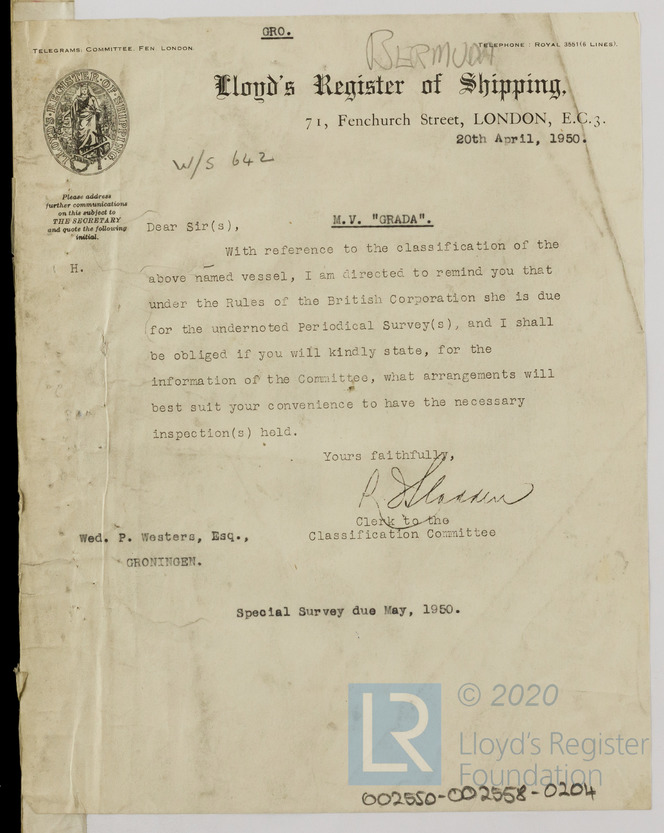 GRO.
BERMUDA
TELEGRAMS: COMMITTEE, FEN, LONDON.
TELEPHONE : ROYAL 3551 (6 LINES).
LLOYD'S REGISTER OF SHIPPING
Lloyd's Register of Shipping,
71, Fenchurch Street, LONDON, E.C.3.
20th April, 1950.
W/S 642
Please address
further communications
on this subject to
THE SECRETARY
and quote the following
initial.
H.
M.V. "GRADA".
Dear Sir(s),
With reference to the classification of the
above named vessel, I am directed to remind you that
under the Rules of the British Corporation she is due
for the undernoted Periodical Survey(s), and I shall
be obliged if you will kindly state, for the
information of the Committee, what arrangements will
best suit your convenience to have the necessary
inspection(s) held.
Yours faithfully,
Clerk to the
Classification Committee
Wed. P. Westers, Esq.,
GRONINGEN.
Special Survey due May, 1950.
LR
© 2020
Lloyd's Register
Foundation
002550-002558-0204